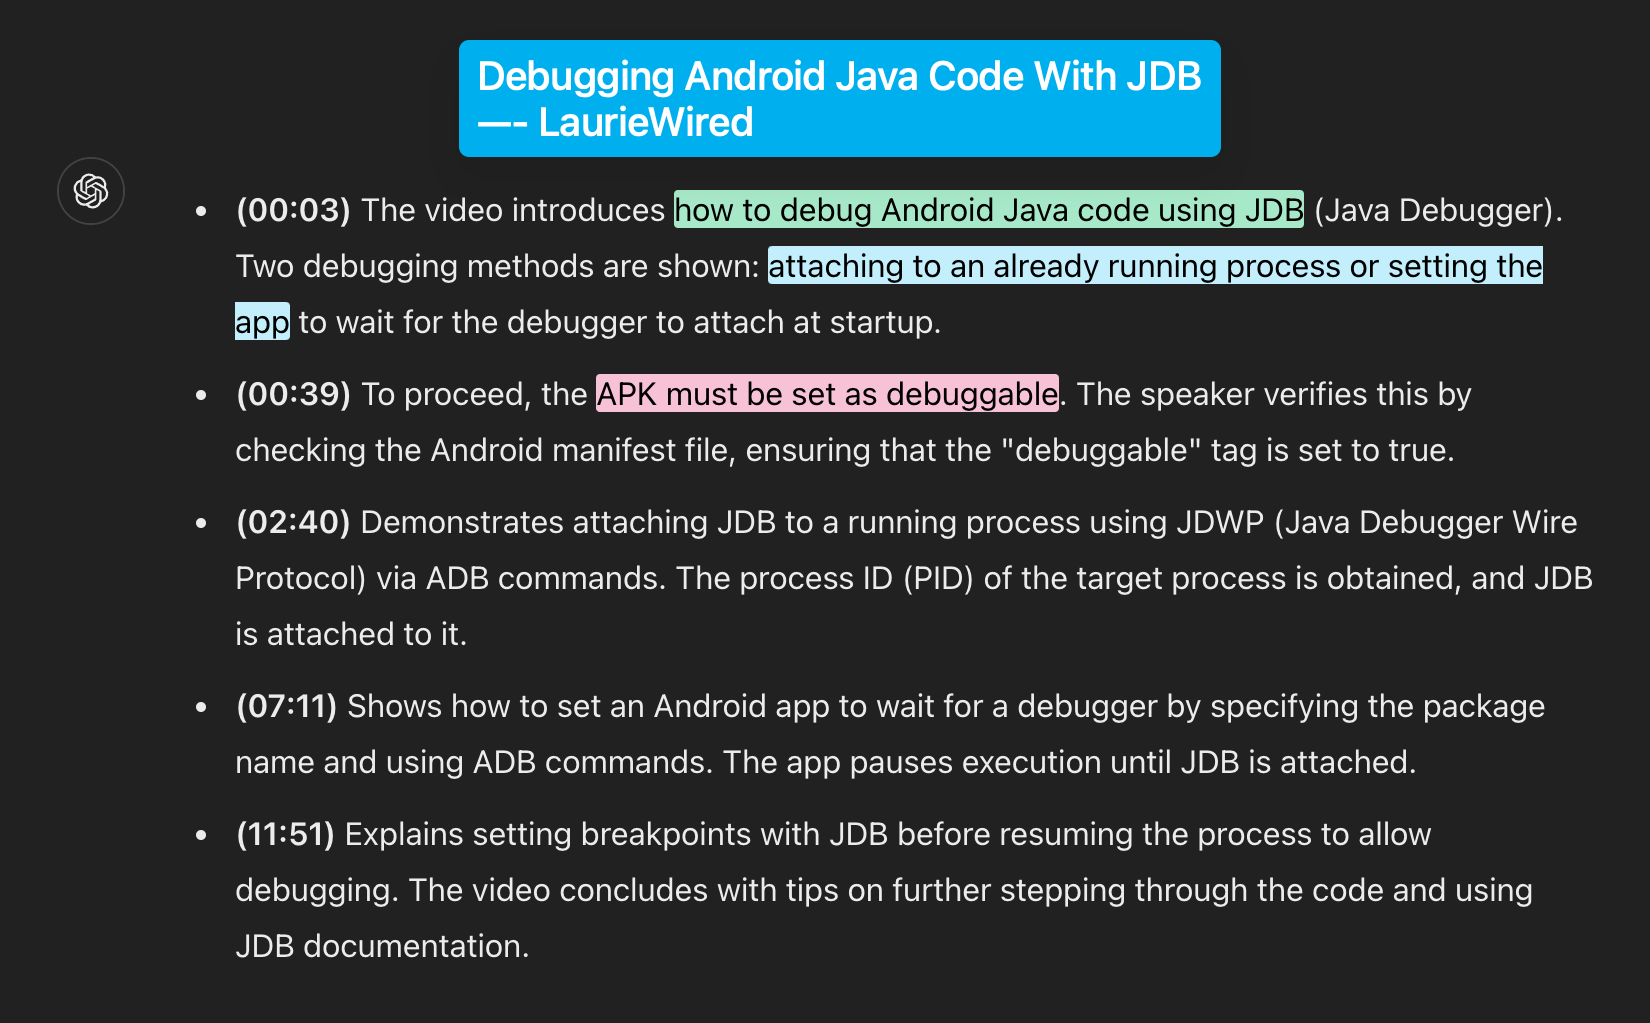 Debugging Android Java Code With JDB
—- LaurieWired
• (00:03) The video introduces how to debug Android Java code using JDB (Java Debugger).
Two debugging methods are shown: attaching to an already running process or setting the
app to wait for the debugger to attach at startup.
• (00:39) To proceed, the APK must be set as debuggable. The speaker verifies this by
checking the Android manifest file, ensuring that the "debuggable" tag is set to true.
• (02:40) Demonstrates attaching JDB to a running process using JDWP (Java Debugger Wire
Protocol) via ADB commands. The process ID (PID) of the target process is obtained, and JDB
is attached to it.
• (07:11) Shows how to set an Android app to wait for a debugger by specifying the package
name and using ADB commands. The app pauses execution until JDB is attached.
• (11:51) Explains setting breakpoints with JDB before resuming the process to allow
debugging. The video concludes with tips on further stepping through the code and using
JDB documentation.